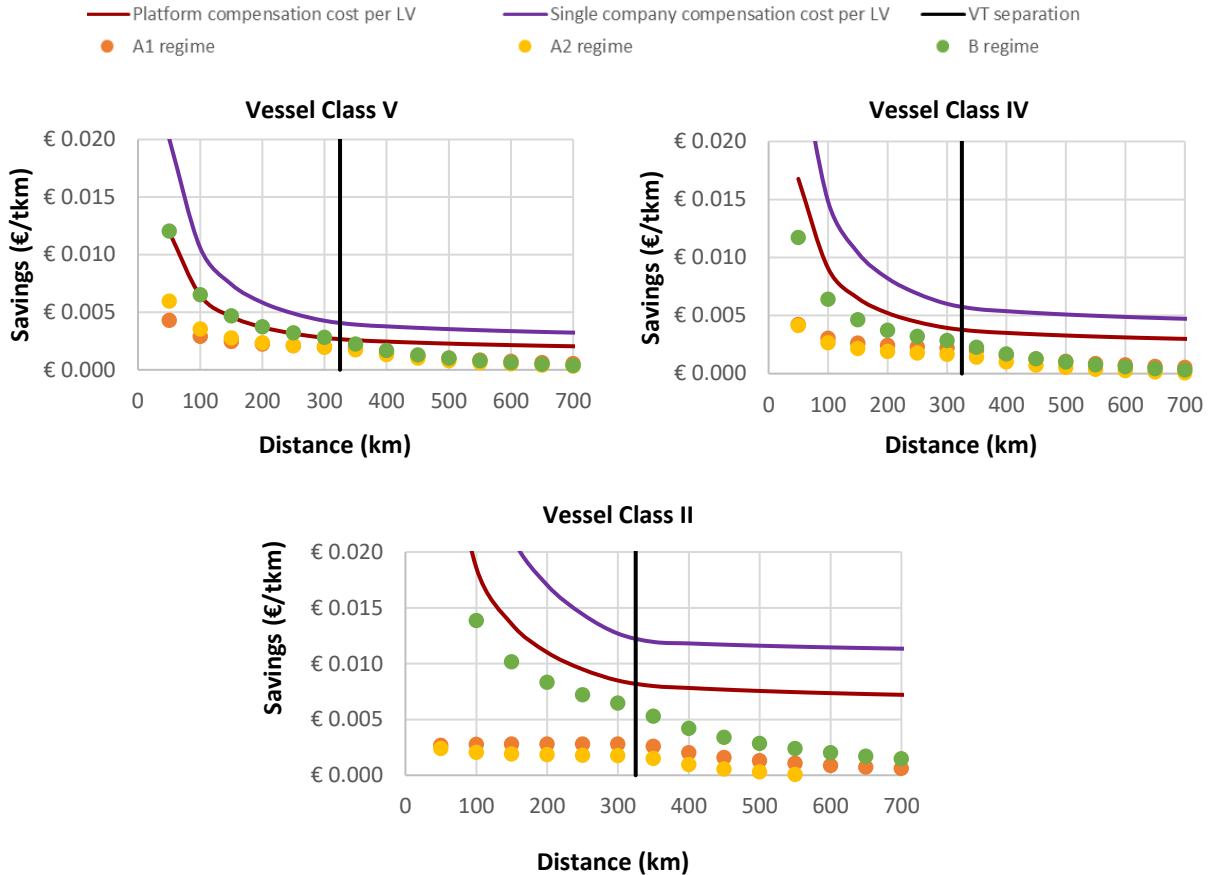 Platform compensation cost per LV
Single company compensation cost per LV
VT separation
A1 regime
A2 regime
B regime
Vessel Class V
€ 0.020
€ 0.015
€ 0.010
€ 0.005
€ 0.000
Savings (€/tkm)
0 100 200 300 400 500 600 700
Distance (km)
Vessel Class IV
€ 0.020
€ 0.015
€ 0.010
€ 0.005
€ 0.000
Savings (€/tkm)
0 100 200 300 400 500 600 700
Distance (km)
Vessel Class II
€ 0.020
€ 0.015
€ 0.010
€ 0.005
€ 0.000
Savings (€/tkm)
0 100 200 300 400 500 600 700
Distance (km)